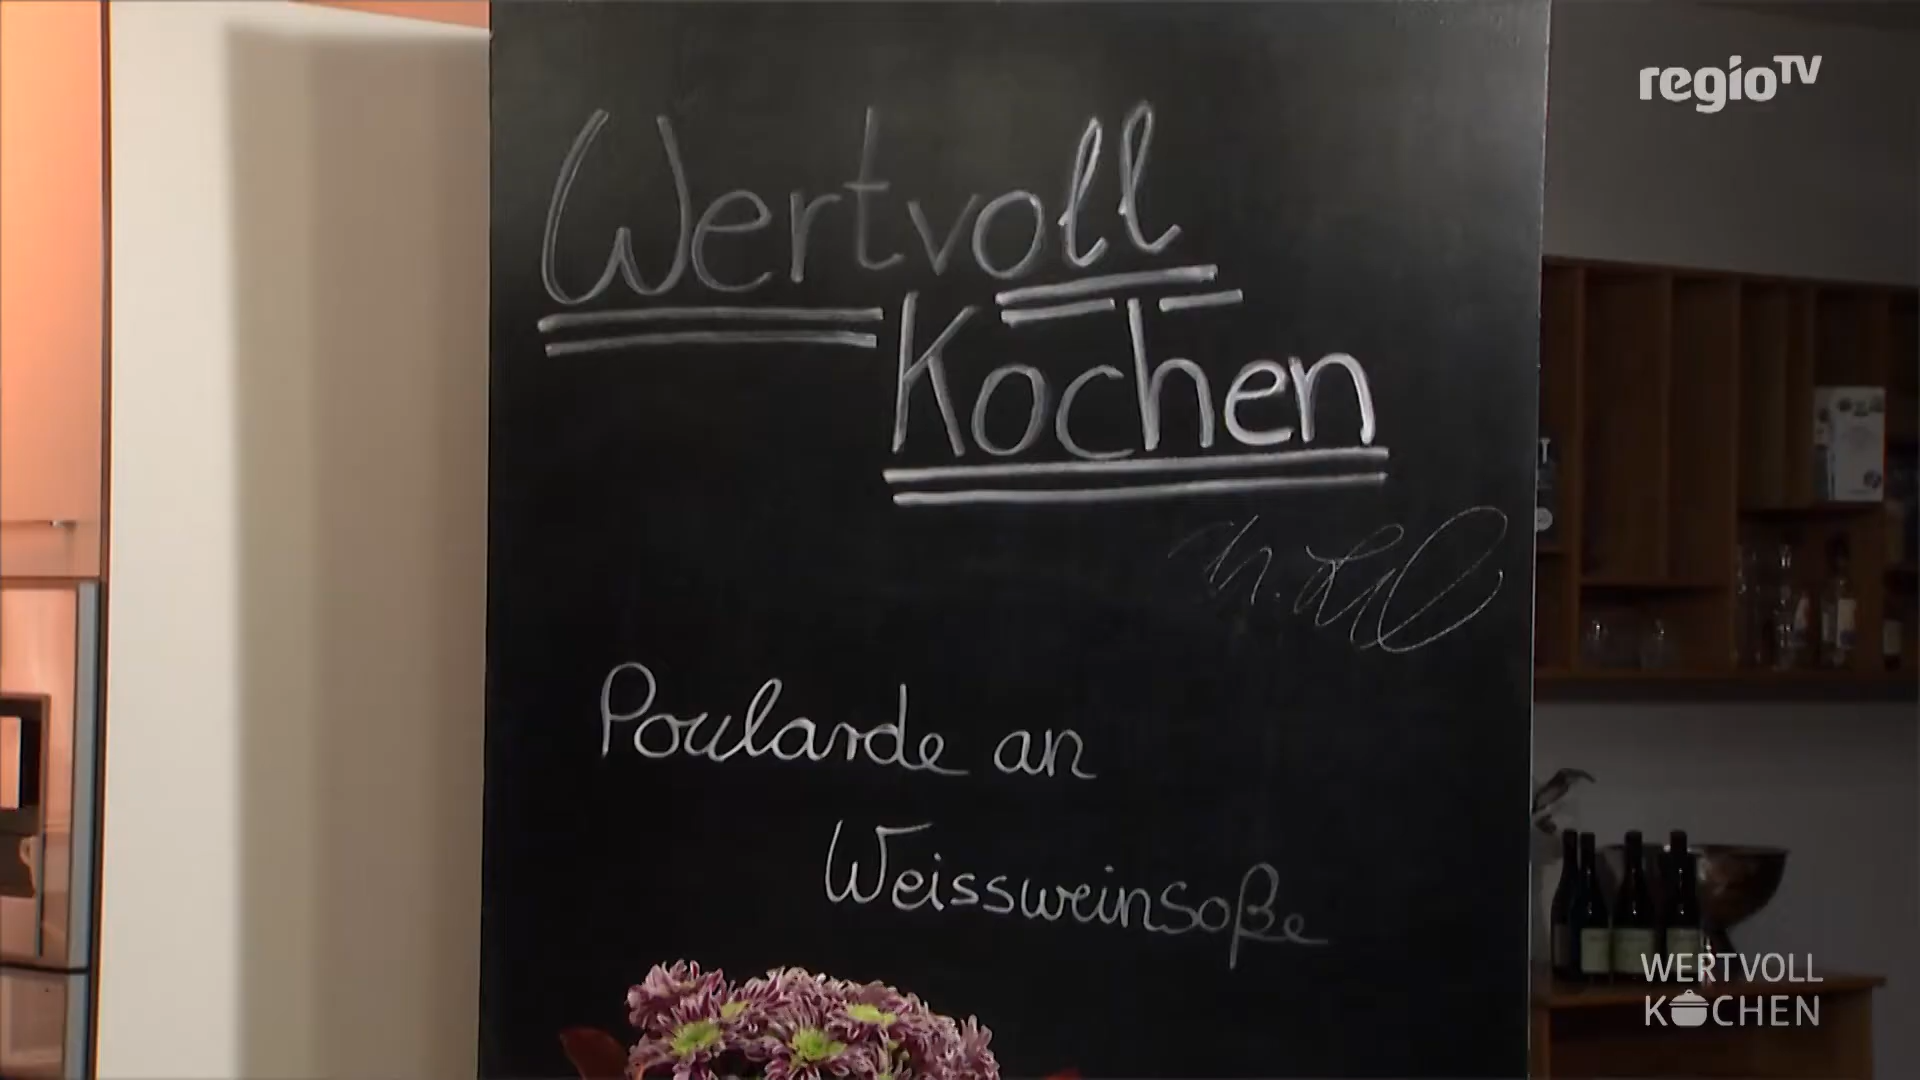 regioTV
Wertvoll
Kochen
Poularde an
Weissweinsoße
WERTVOLL
KOCHEN